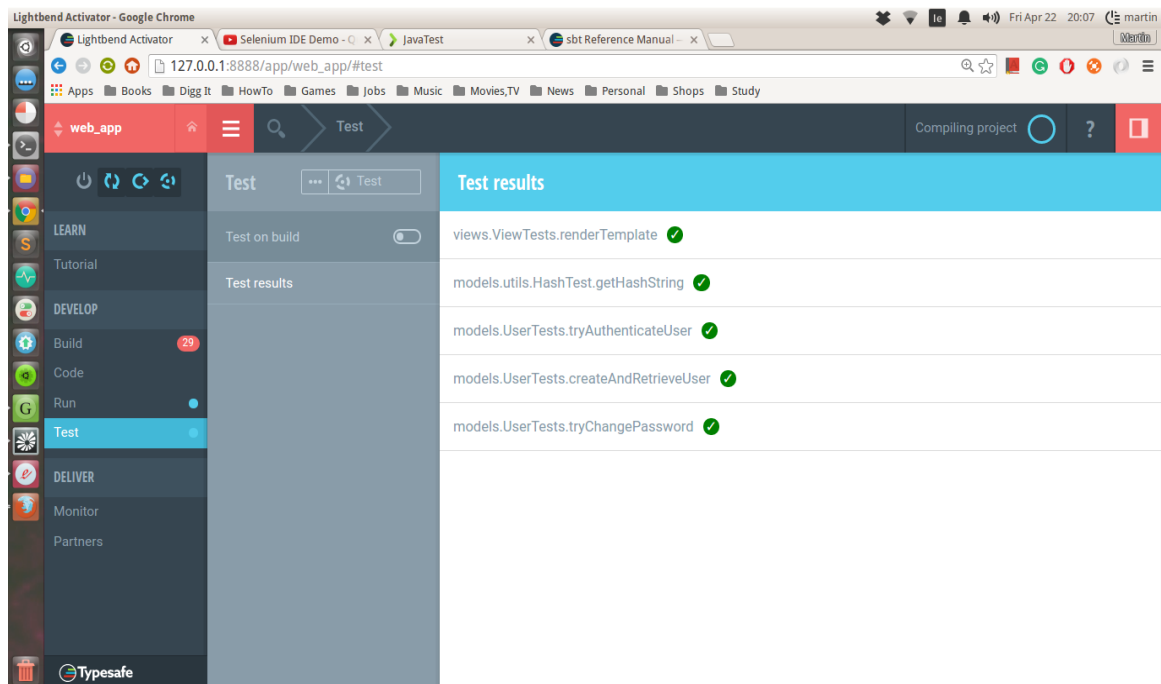 Lightbend Activator - Google Chrome
Ie
Fri Apr 22 20:07 martin
Lightbend Activator × Selenium IDE Demo - Q × JavaTest × sbt Reference Manual – × Martin
127.0.0.1:8888/app/web_app/#test
Apps Books Digg It HowTo Games Jobs Music Movies,TV News Personal Shops Study
web_app Test Compiling project ?
Test ••• Test Test results
LEARN
Test on build views.ViewTests.renderTemplate
Tutorial
Test results models.utils.HashTest.getHashString
DEVELOP
Build 29 models.UserTests.tryAuthenticateUser
Code models.UserTests.createAndRetrieveUser
Run
Test models.UserTests.tryChangePassword
DELIVER
Monitor
Partners
Typesafe